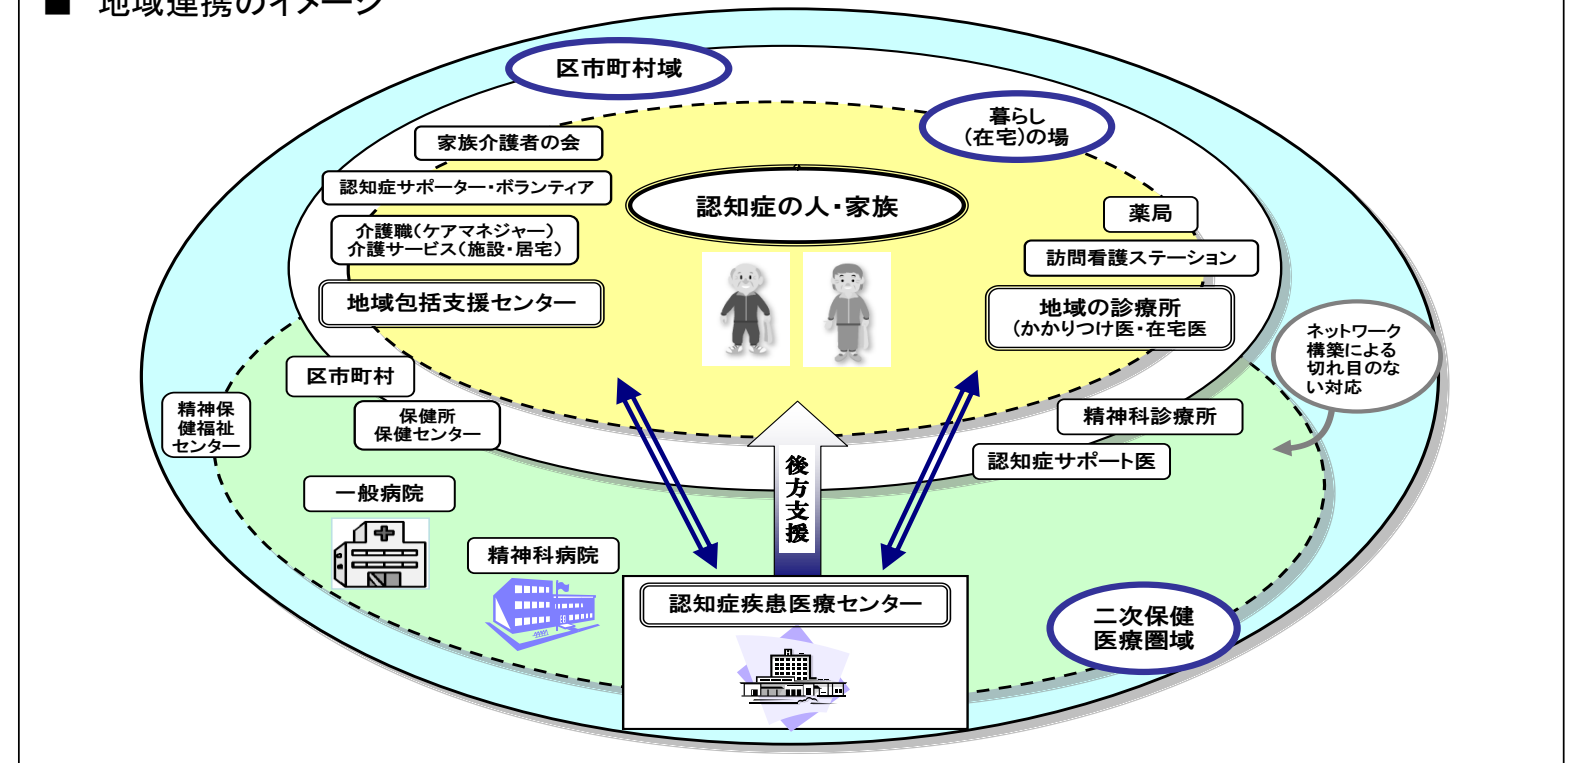 ■ 地域連携のイメージ
区市町村域
暮らし
(在宅)の場
家族介護者の会
認知症サポーター・ボランティア
認知症の人・家族
薬局
介護職(ケアマネジャー)
介護サービス(施設・居宅)
訪問看護ステーション
地域包括支援センター
地域の診療所
(かかりつけ医・在宅医
ネットワーク
構築による
切れ目のな
い対応
区市町村
精神保
健福祉
センター
保健所
保健センター
精神科診療所
認知症サポート医
後
方
支
援
一般病院
精神科病院
認知症疾患医療センター
二次保健
医療圏域